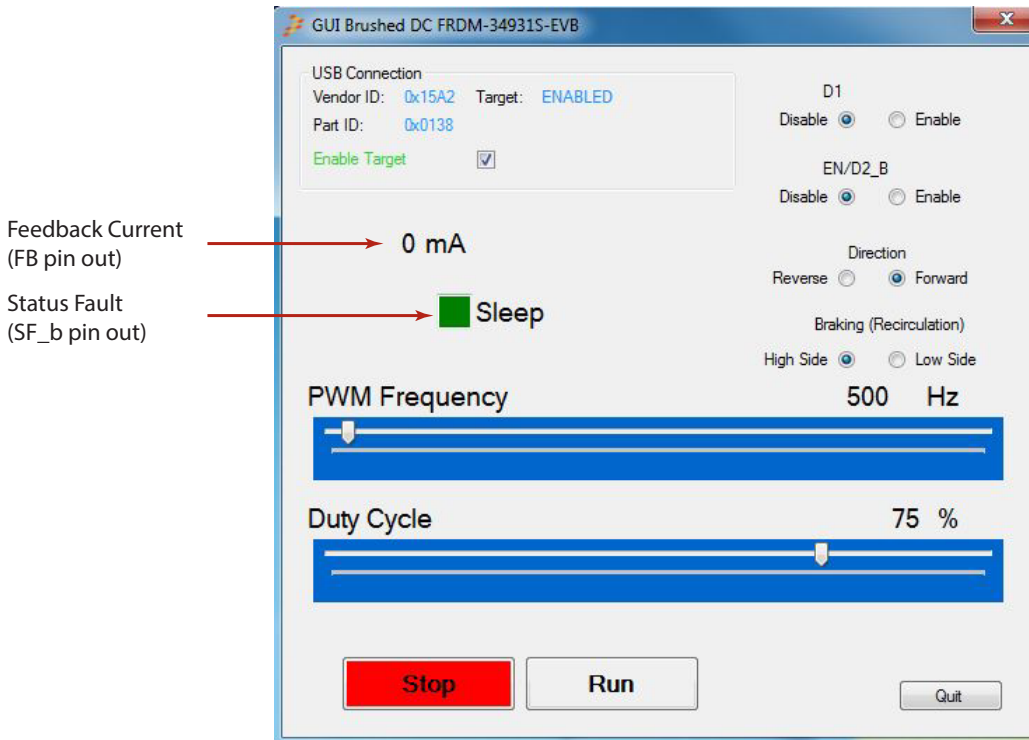 GUI Brushed DC FRDM-34931S-EVB
x
USB Connection
Vendor ID: 0x15A2 Target: ENABLED
Part ID: 0x0138
Enable Target
D1
Disable Enable
EN/D2_B
Disable Enable
Feedback Current
(FB pin out)
0 mA
Direction
Reverse Forward
Status Fault
(SF_b pin out)
Sleep
Braking (Recirculation)
High Side Low Side
PWM Frequency 500 Hz
Duty Cycle 75 %
Stop Run Quit